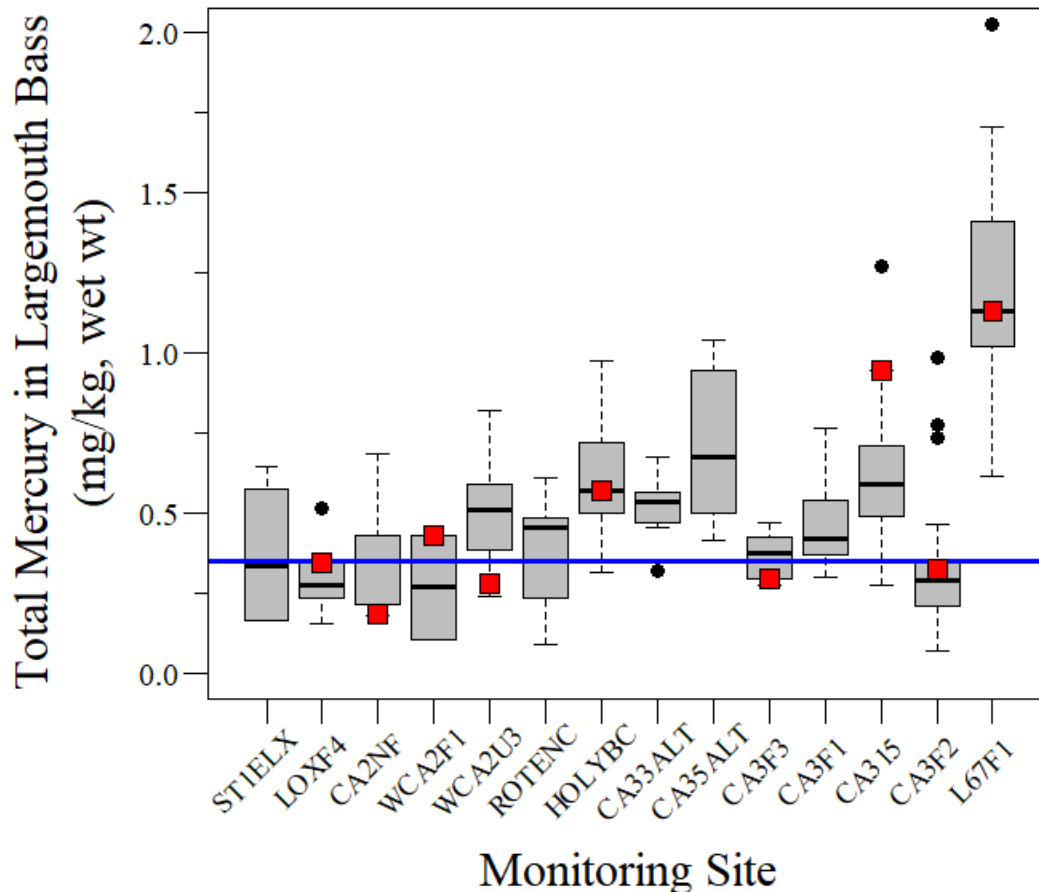 Total Mercury in Largemouth Bass
(mg/kg, wet wt)
2.0
1.5
1.0
0.5
0.0
ST1ELX
LOXF4
CA2NF
WCA2F1
WCA2U3
ROTENC
HOLYBC
CA33ALT
CA35ALT
CA3F3
CA3F1
CA315
CA3F2
L67F1
Monitoring Site